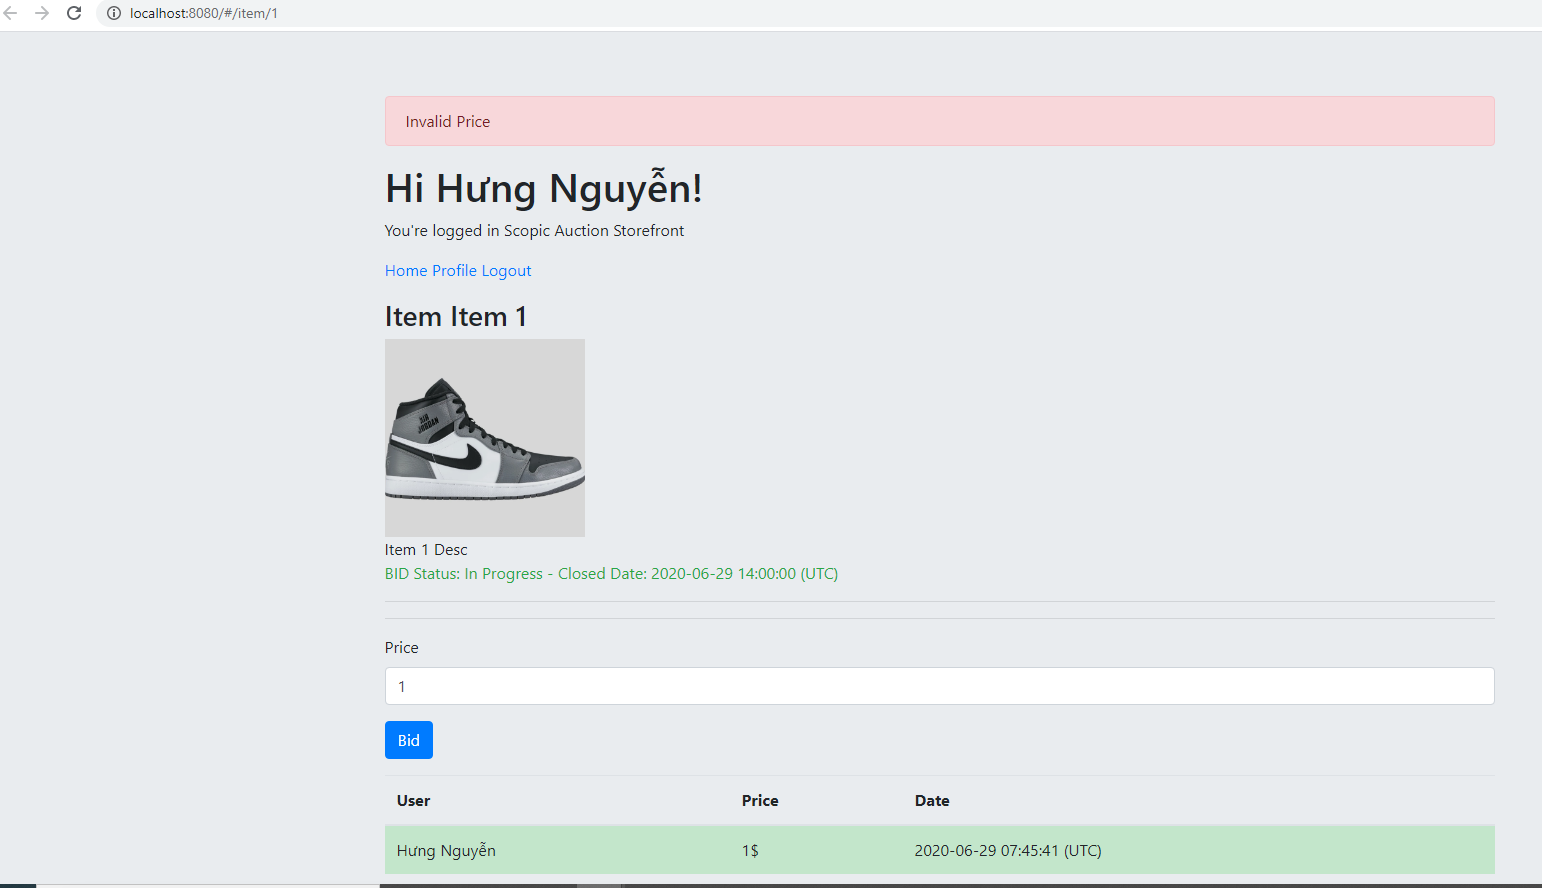 localhost:8080/#/item/1
Invalid Price
Hi Hưng Nguyễn!
You're logged in Scopic Auction Storefront
Home Profile Logout
Item Item 1
AIR
JORDAN
Item 1 Desc
BID Status: In Progress - Closed Date: 2020-06-29 14:00:00 (UTC)
Price
1
Bid
User Price Date
Hưng Nguyễn 1$ 2020-06-29 07:45:41 (UTC)